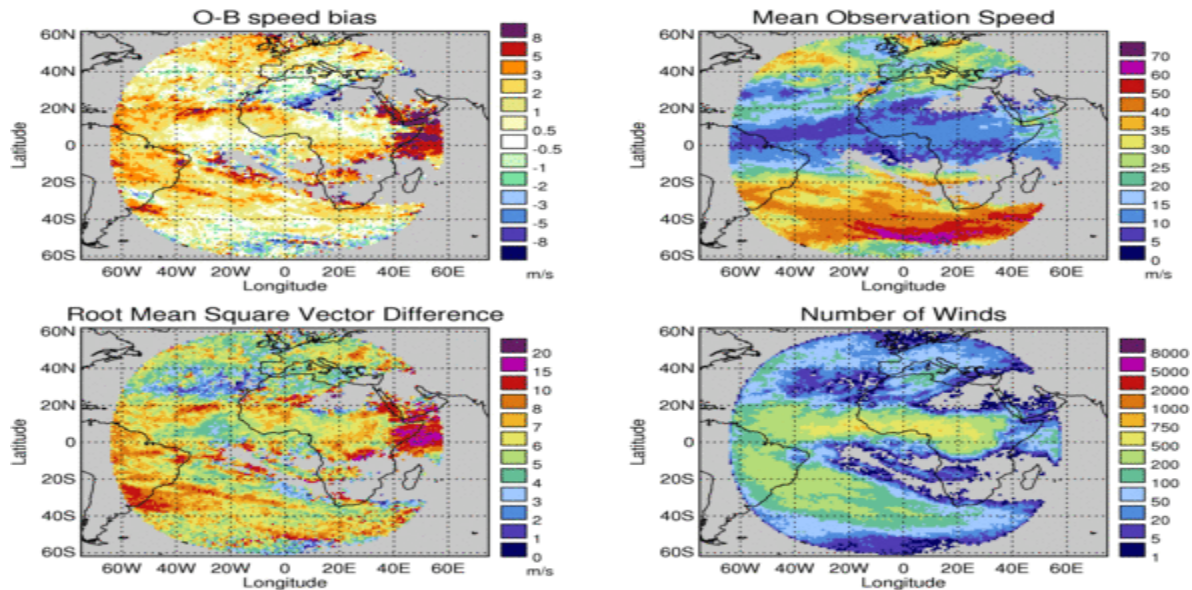 O-B speed bias
60N
40N
20N
0
20S
40S
60S
Latitude
60W 40W 20W 0 20E 40E 60E
Longitude
8
5
3
2
1
0.5
-0.5
-1
-2
-3
-5
-8
m/s
Mean Observation Speed
60N
40N
20N
0
20S
40S
60S
Latitude
60W 40W 20W 0 20E 40E 60E
Longitude
70
60
50
40
35
30
25
20
15
10
5
0
m/s
Root Mean Square Vector Difference
60N
40N
20N
0
20S
40S
60S
Latitude
60W 40W 20W 0 20E 40E 60E
Longitude
20
15
10
8
7
6
5
4
3
2
1
0
m/s
Number of Winds
60N
40N
20N
0
20S
40S
60S
Latitude
60W 40W 20W 0 20E 40E 60E
Longitude
8000
5000
2000
1000
750
500
200
100
50
20
5
1